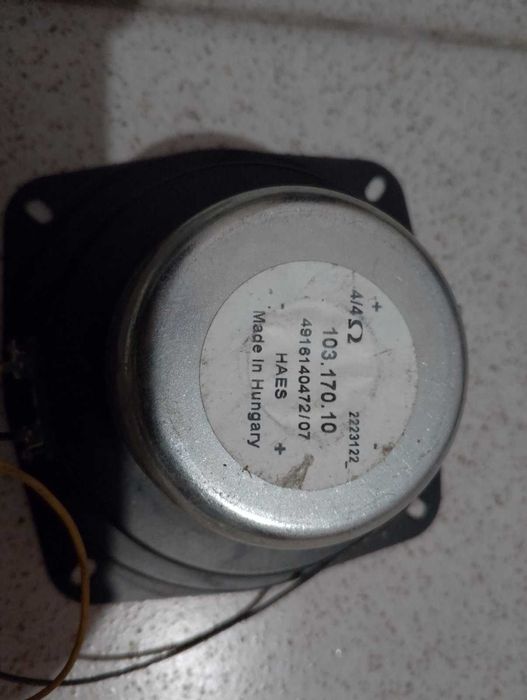 +
4/4Ω
2223122
103.170.10
4916140472/07
HAES
- +
Made In Hungary